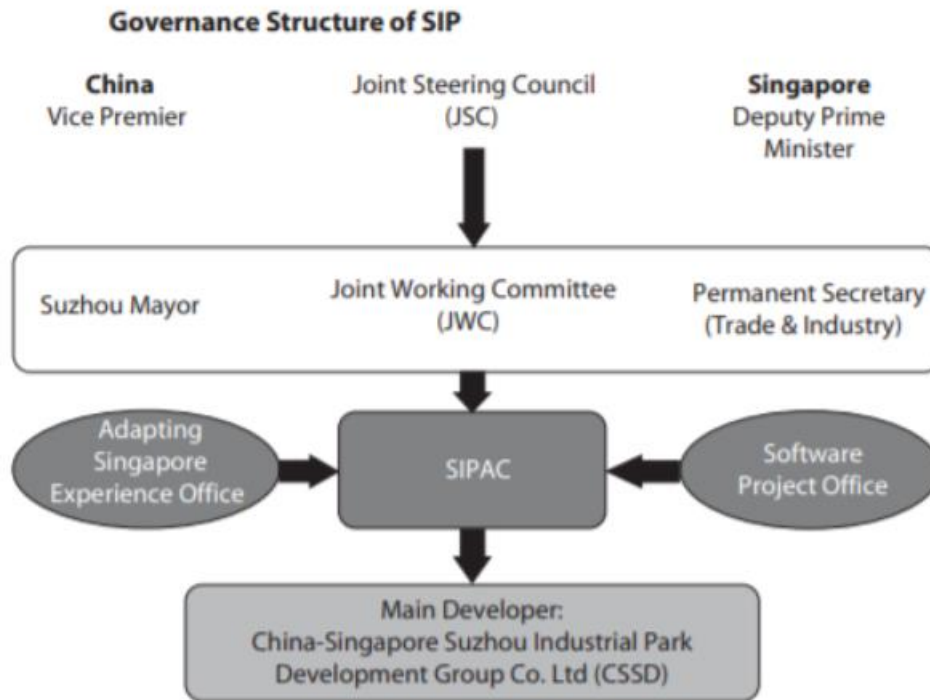 Governance Structure of SIP
China
Vice Premier
Joint Steering Council
(JSC)
Singapore
Deputy Prime
Minister
Suzhou Mayor
Joint Working Committee
(JWC)
Permanent Secretary
(Trade & Industry)
Adapting
Singapore
Experience Office
SIPAC
Software
Project Office
Main Developer:
China-Singapore Suzhou Industrial Park
Development Group Co. Ltd (CSSD)